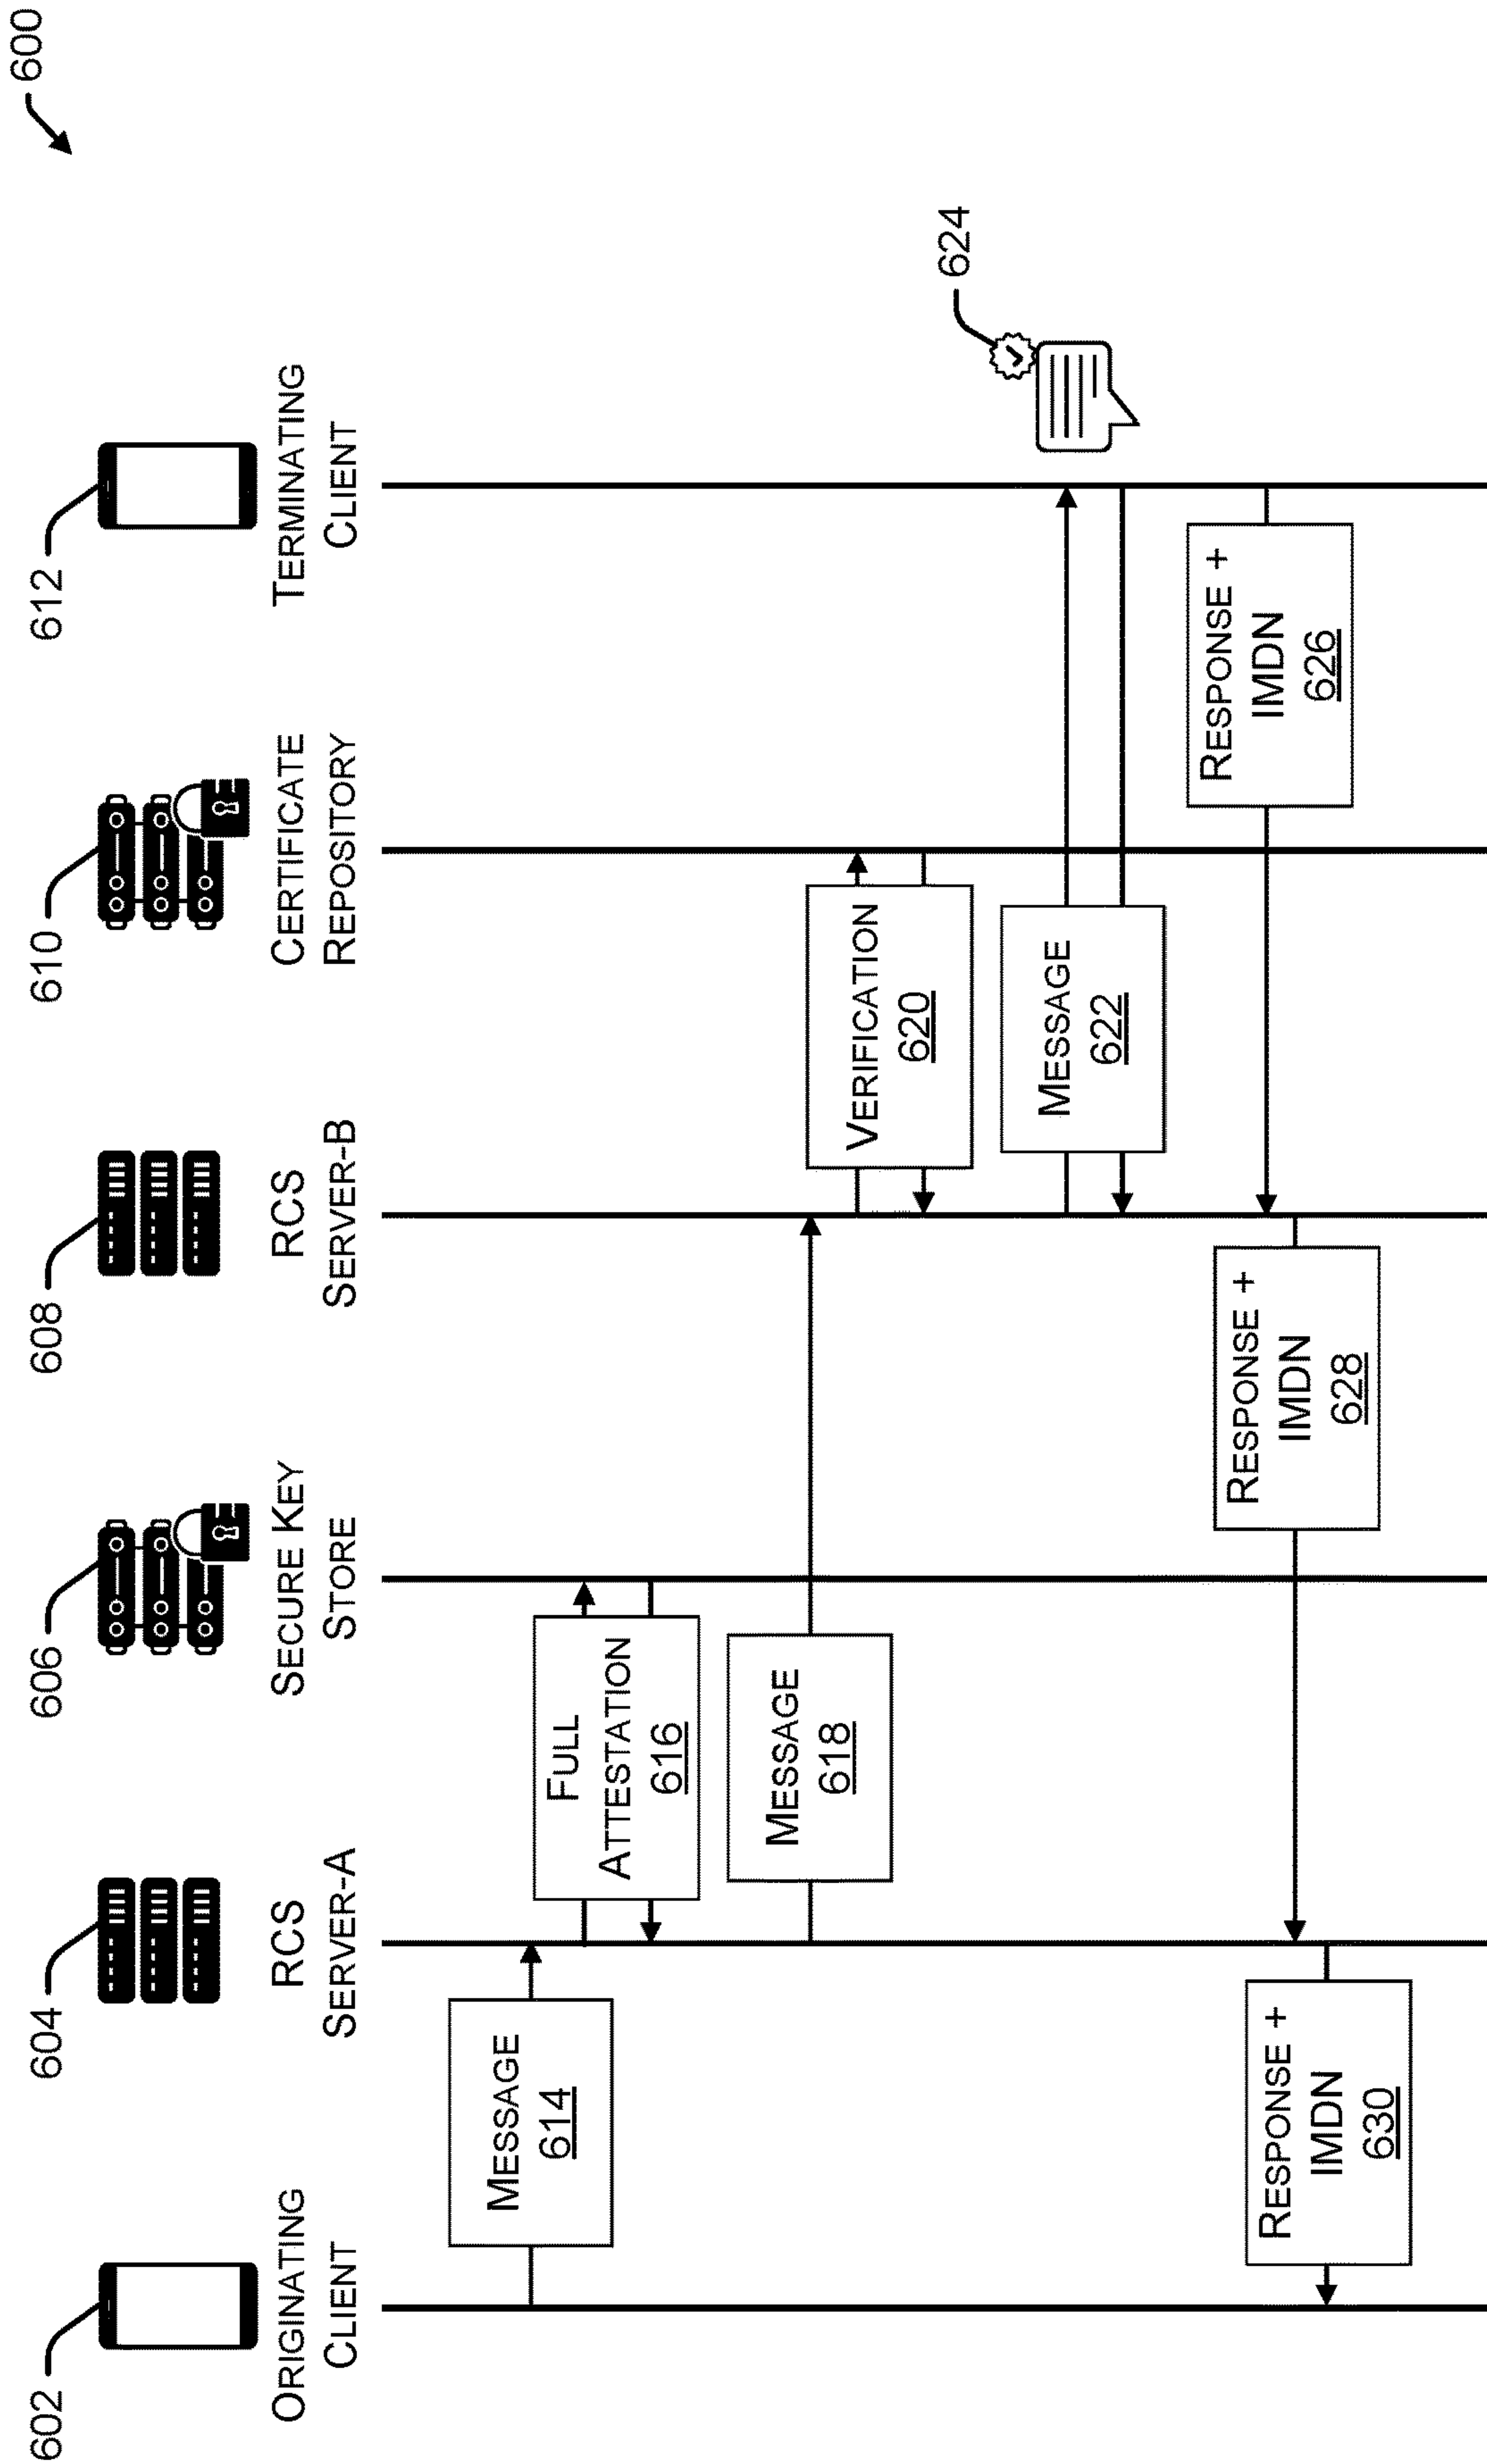 600
602
604
606
608
610
612
ORIGINATING
CLIENT
RCS
SERVER-A
SECURE KEY
STORE
RCS
SERVER-B
CERTIFICATE
REPOSITORY
TERMINATING
CLIENT
MESSAGE
614
FULL
ATTESTATION
616
MESSAGE
618
VERIFICATION
620
MESSAGE
622
624
RESPONSE +
IMDN
626
RESPONSE +
IMDN
628
RESPONSE +
IMDN
630